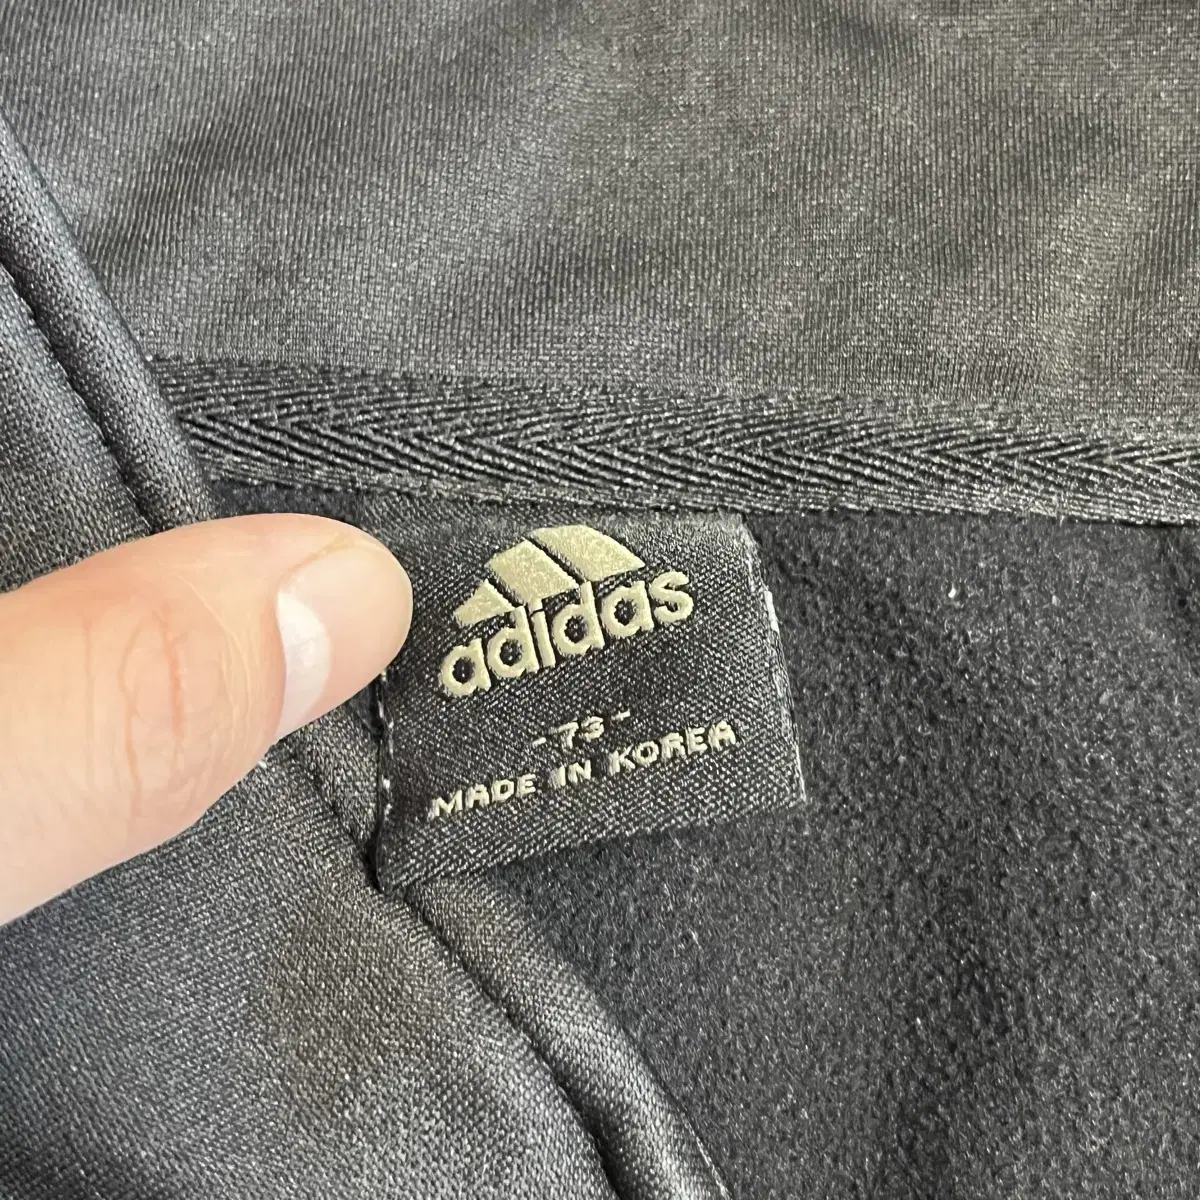 adidas
-73-
MADE IN KOREA